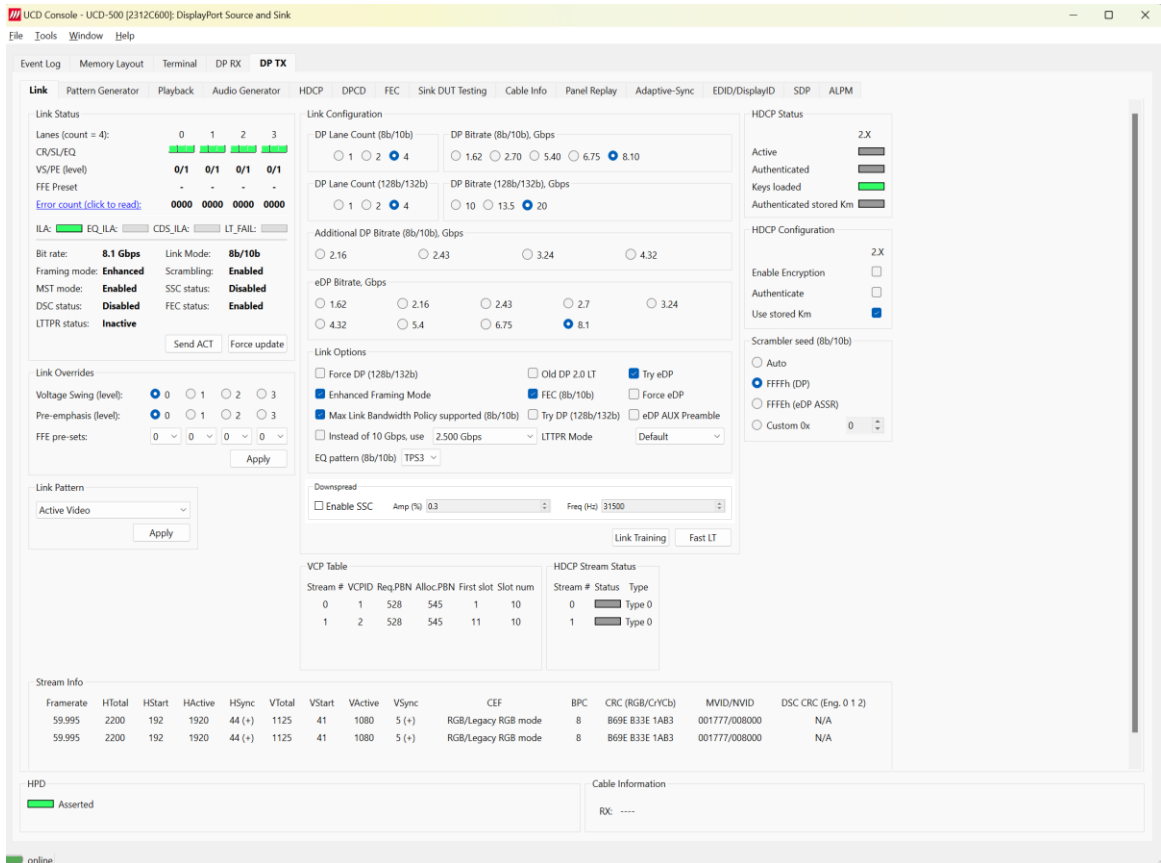 UCD Console - UCD-500 [2312C600]: DisplayPort Source and Sink
File Tools Window Help
Event Log Memory Layout Terminal DP RX DP TX
Link Pattern Generator Playback Audio Generator HDCP DPCD FEC Sink DUT Testing Cable Info Panel Replay Adaptive-Sync EDID/DisplayID SDP ALPM
Link Status
Lanes (count = 4): 0 1 2 3
CR/SL/EQ
VS/PE (level) 0/1 0/1 0/1 0/1
FFE Preset - - - -
Error count (click to read): 0000 0000 0000 0000
ILA: EQ_ILA: CDS_ILA: LT_FAIL:
Bit rate: 8.1 Gbps Link Mode: 8b/10b
Framing mode: Enhanced Scrambling: Enabled
MST mode: Enabled SSC status: Disabled
DSC status: Disabled FEC status: Enabled
LTTPR status: Inactive
Send ACT Force update
Link Overrides
Voltage Swing (level): 0 1 2 3
Pre-emphasis (level): 0 1 2 3
FFE pre-sets: 0 0 0 0
Apply
Link Pattern
Active Video
Apply
Link Configuration
DP Lane Count (8b/10b) DP Bitrate (8b/10b), Gbps
1 2 4 1.62 2.70 5.40 6.75 8.10
DP Lane Count (128b/132b) DP Bitrate (128b/132b), Gbps
1 2 4 10 13.5 20
Additional DP Bitrate (8b/10b), Gbps
2.16 2.43 3.24 4.32
eDP Bitrate, Gbps
1.62 2.16 2.43 2.7 3.24
4.32 5.4 6.75 8.1
Link Options
Force DP (128b/132b) Old DP 2.0 LT Try eDP
Enhanced Framing Mode FEC (8b/10b) Force eDP
Max Link Bandwidth Policy supported (8b/10b) Try DP (128b/132b) eDP AUX Preamble
Instead of 10 Gbps, use 2.500 Gbps LTTPR Mode Default
EQ pattern (8b/10b) TPS3
Downspread
Enable SSC Amp (%) 0.3 Freq (Hz) 31500
Link Training Fast LT
HDCP Status
2.X
Active
Authenticated
Keys loaded
Authenticated stored Km
HDCP Configuration
2.X
Enable Encryption
Authenticate
Use stored Km
Scrambler seed (8b/10b)
Auto
FFFFh (DP)
FFFEh (eDP ASSR)
Custom 0x 0
VCP Table
Stream # VCPID Req.PBN Alloc.PBN First slot Slot num
0 1 528 545 1 10
1 2 528 545 11 10
HDCP Stream Status
Stream # Status Type
0 Type 0
1 Type 0
Stream Info
Framerate HTotal HStart HActive HSync VTotal VStart VActive VSync CEF BPC CRC (RGB/CrYCb) MVID/NVID DSC CRC (Eng. 0 1 2)
59.995 2200 192 1920 44 (+) 1125 41 1080 5 (+) RGB/Legacy RGB mode 8 B69E B33E 1AB3 001777/008000 N/A
59.995 2200 192 1920 44 (+) 1125 41 1080 5 (+) RGB/Legacy RGB mode 8 B69E B33E 1AB3 001777/008000 N/A
HPD
Asserted
Cable Information
RX: ----
online